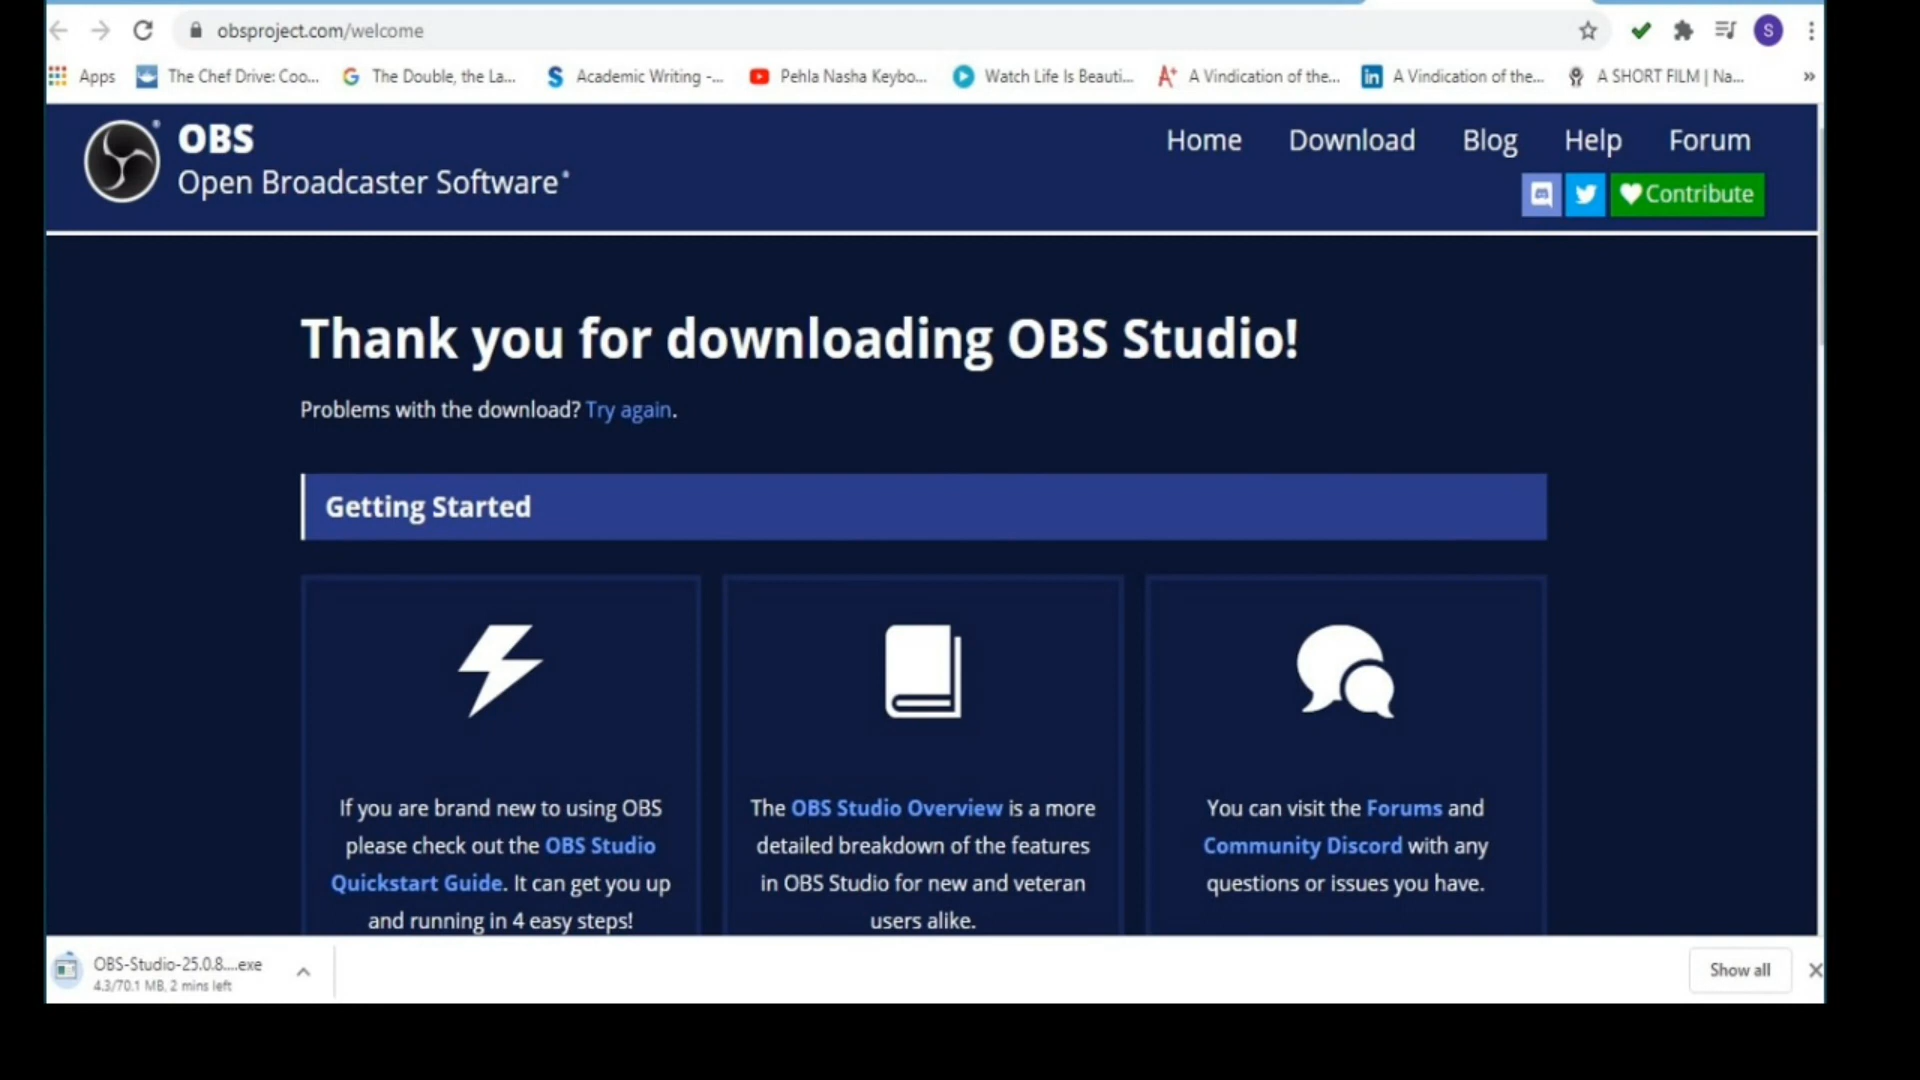 obsproject.com/welcome
S
Apps
The Chef Drive: Coo...
The Double, the La...
Academic Writing -...
Pehla Nasha Keybo...
Watch Life Is Beauti...
A Vindication of the...
A Vindication of the...
A SHORT FILM | Na...
»
OBS
Open Broadcaster Software®
Home
Download
Blog
Help
Forum
Contribute
Thank you for downloading OBS Studio!
Problems with the download? Try again.
Getting Started
If you are brand new to using OBS
please check out the OBS Studio
Quickstart Guide. It can get you up
and running in 4 easy steps!
The OBS Studio Overview is a more
detailed breakdown of the features
in OBS Studio for new and veteran
users alike.
You can visit the Forums and
Community Discord with any
questions or issues you have.
OBS-Studio-25.0.8....exe
4.3/70.1 MB, 2 mins left
Show all